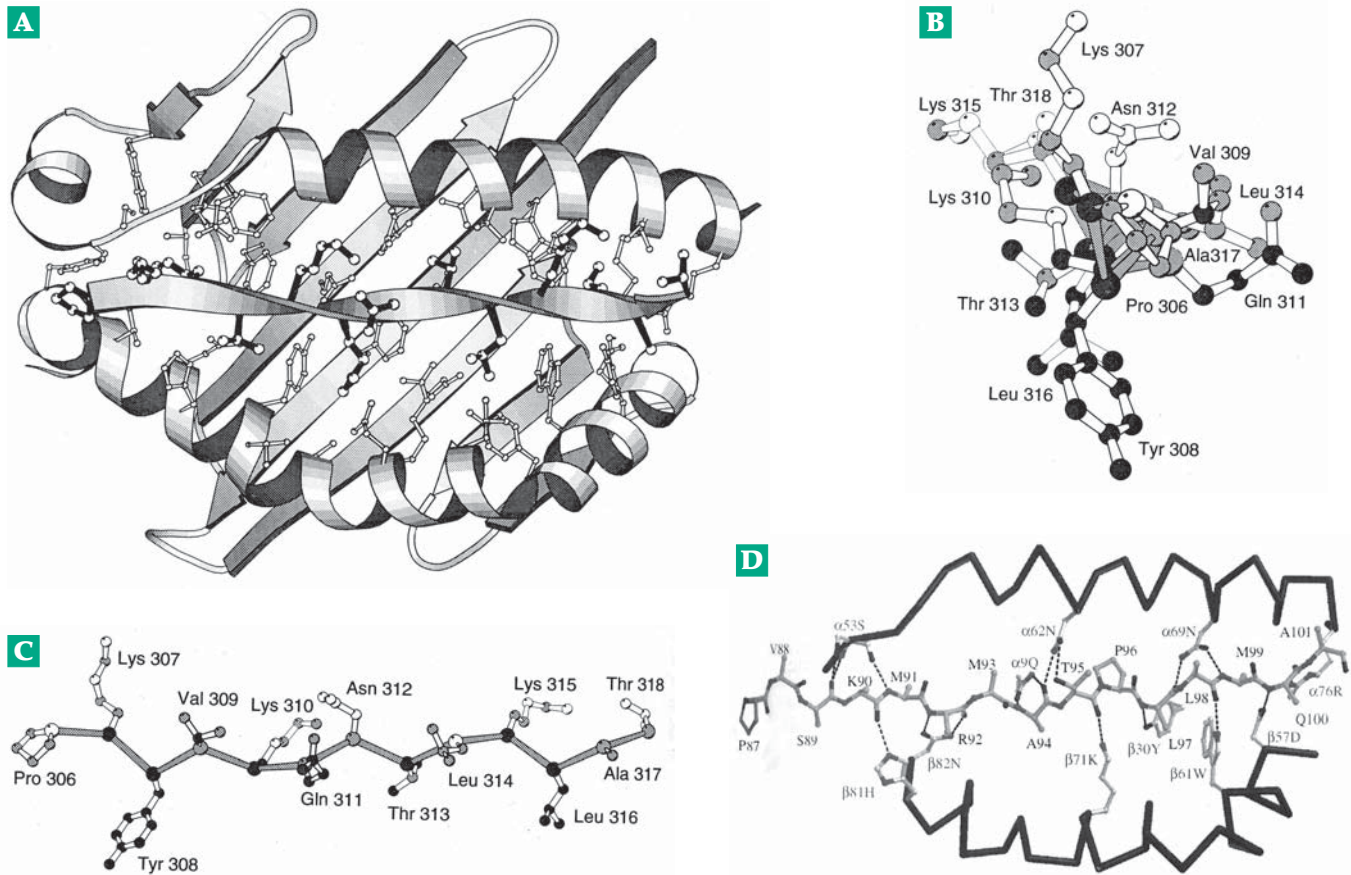 A
B
Lys 307
Thr 318
Lys 315
Asn 312
Val 309
Leu 314
Lys 310
Ala317
Thr 313
Pro 306
Gln 311
Leu 316
Tyr 308
C
Lys 307
Val 309
Lys 310
Asn 312
Lys 315
Thr 318
Pro 306
Gln 311
Leu 314
Thr 313
Ala 317
Leu 316
Tyr 308
D
α53S
α62N
α69N
A101
V88
K90
M91
M93
α9Q
T95
P96
M99
α76R
L98
Q100
P87
S89
R92
A94
β30Y
L97
β57D
β82N
β71K
β61W
β81H